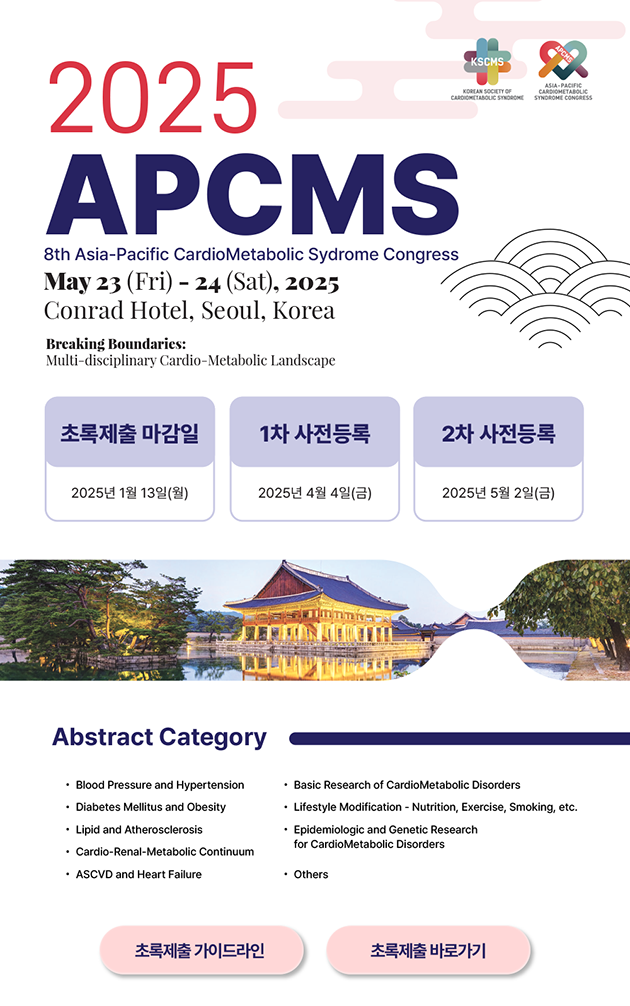 KSCMS
KOREAN SOCIETY OF
CARDIOMETABOLIC SYNDROME
APCMS
ASIA-PACIFIC
CARDIOMETABOLIC
SYNDROME CONGRESS
2025
APCMS
8th Asia-Pacific CardioMetabolic Sydrome Congress
May 23 (Fri) - 24 (Sat), 2025
Conrad Hotel, Seoul, Korea
Breaking Boundaries:
Multi-disciplinary Cardio-Metabolic Landscape
초록제출 마감일
2025년 1월 13일(월)
1차 사전등록
2025년 4월 4일(금)
2차 사전등록
2025년 5월 2일(금)
Abstract Category
• Blood Pressure and Hypertension
• Diabetes Mellitus and Obesity
• Lipid and Atherosclerosis
• Cardio-Renal-Metabolic Continuum
• ASCVD and Heart Failure
• Basic Research of CardioMetabolic Disorders
• Lifestyle Modification - Nutrition, Exercise, Smoking, etc.
• Epidemiologic and Genetic Research
for CardioMetabolic Disorders
• Others
초록제출 가이드라인
초록제출 바로가기